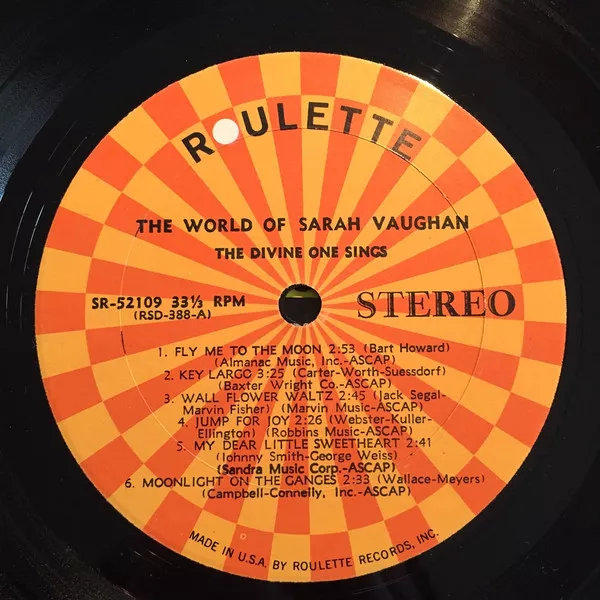 ROULETTE
THE WORLD OF SARAH VAUGHAN
THE DIVINE ONE SINGS
SR-52109 33⅓ RPM
(RSD-388-A)
STEREO
1. FLY ME TO THE MOON 2:53 (Bart Howard)
(Almanac Music, Inc.-ASCAP)
2. KEY LARGO 3:25 (Carter-Worth-Suessdorf)
(Baxter Wright Co.-ASCAP)
3. WALL FLOWER WALTZ 2:45 (Jack Segal-
Marvin Fisher) (Marvin Music-ASCAP)
4. JUMP FOR JOY 2:26 (Webster-Kuller-
Ellington) (Robbins Music-ASCAP)
5. MY DEAR LITTLE SWEETHEART 2:41
(Johnny Smith-George Weiss)
(Sandra Music Corp.-ASCAP)
6. MOONLIGHT ON THE GANGES 2:33 (Wallace-Meyers)
(Campbell-Connelly, Inc.-ASCAP)
MADE IN U.S.A. BY ROULETTE RECORDS, INC.